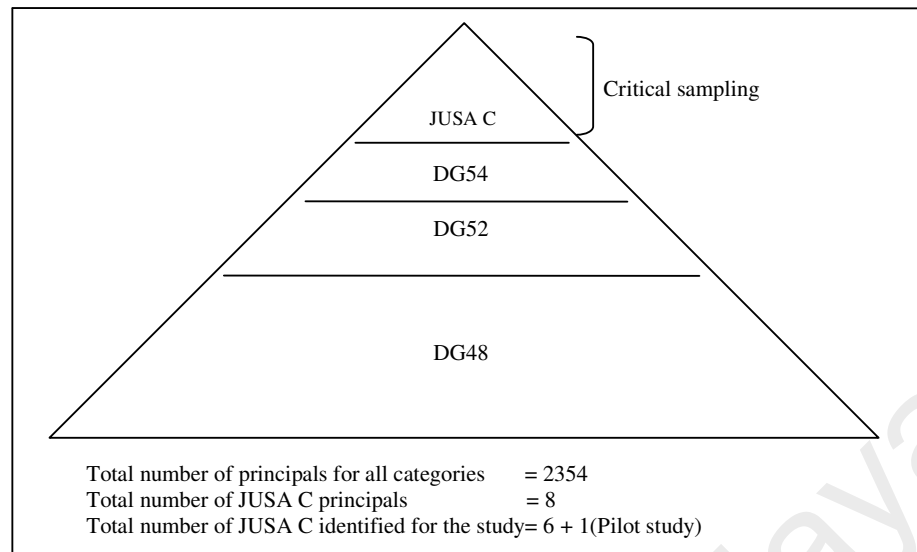 Critical sampling
JUSA C
DG54
DG52
DG48
Total number of principals for all categories = 2354
Total number of JUSA C principals = 8
Total number of JUSA C identified for the study= 6 + 1(Pilot study)
aya